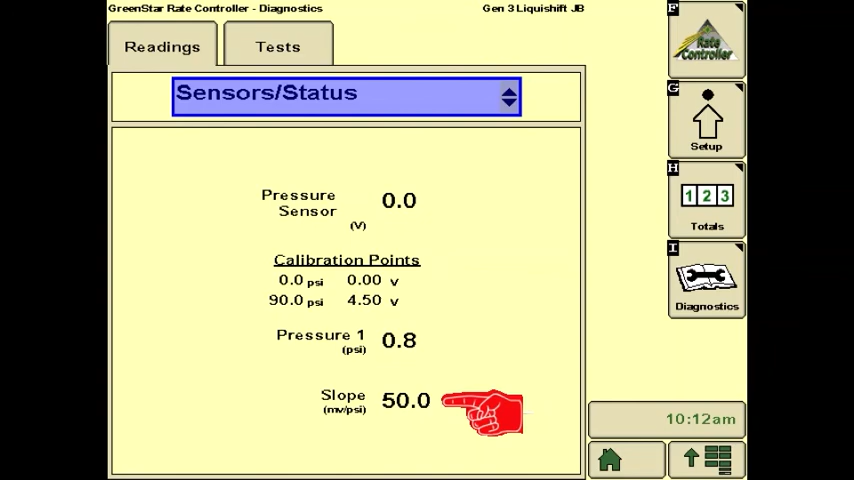 GreenStar Rate Controller - Diagnostics
Gen 3 Liquishift JB
Readings
Tests
Sensors/Status
Pressure
Sensor
(V)
0.0
Calibration Points
0.0 psi 0.00 V
90.0 psi 4.50 V
Pressure 1
(psi)
0.8
Slope
(mv/psi)
50.0
F
Rate
Controller
G
Setup
H
1 2 3
Totals
I
Diagnostics
10:12am